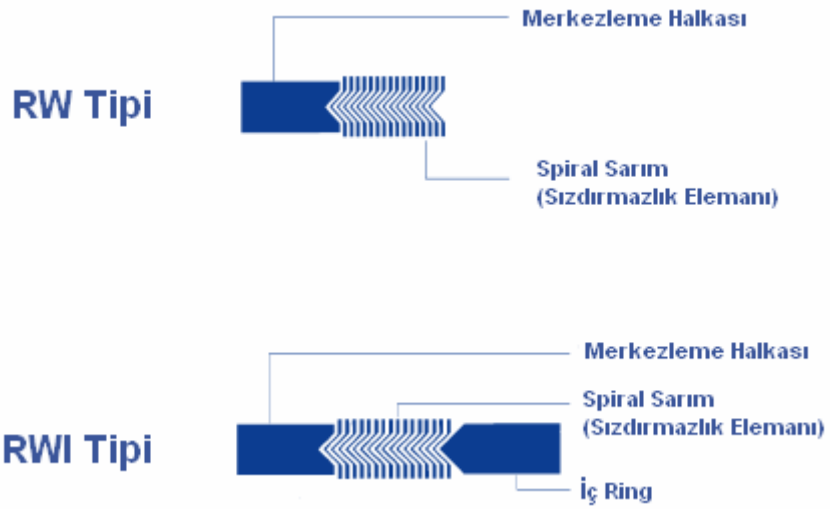 Merkezleme Halkası
RW Tipi
Spiral Sarım
(Sızdırmazlık Elemanı)
Merkezleme Halkası
Spiral Sarım
(Sızdırmazlık Elemanı)
RWI Tipi
İç Ring